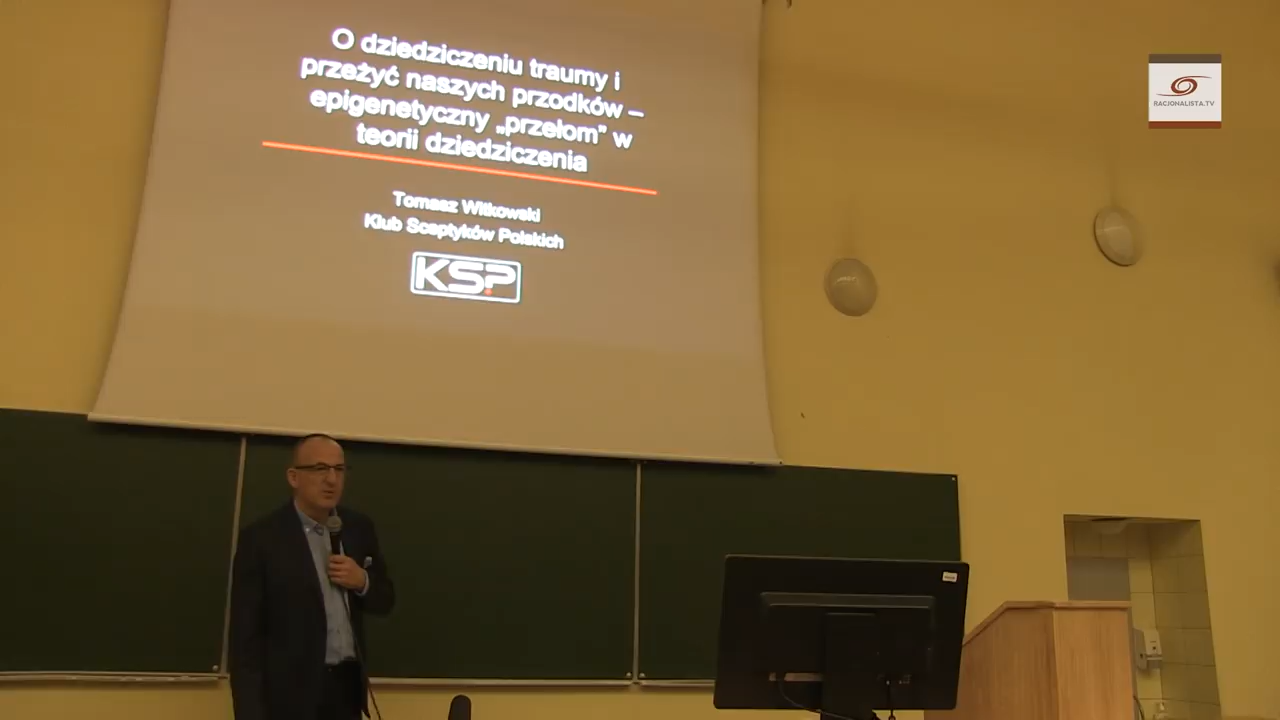 O dziedziczeniu traumy i
przeżyć naszych przodków –
epigenetyczny „przełom” w
teorii dziedziczenia
Tomasz Witkowski
Klub Sceptyków Polskich
KSP
RACJONALISTA.TV